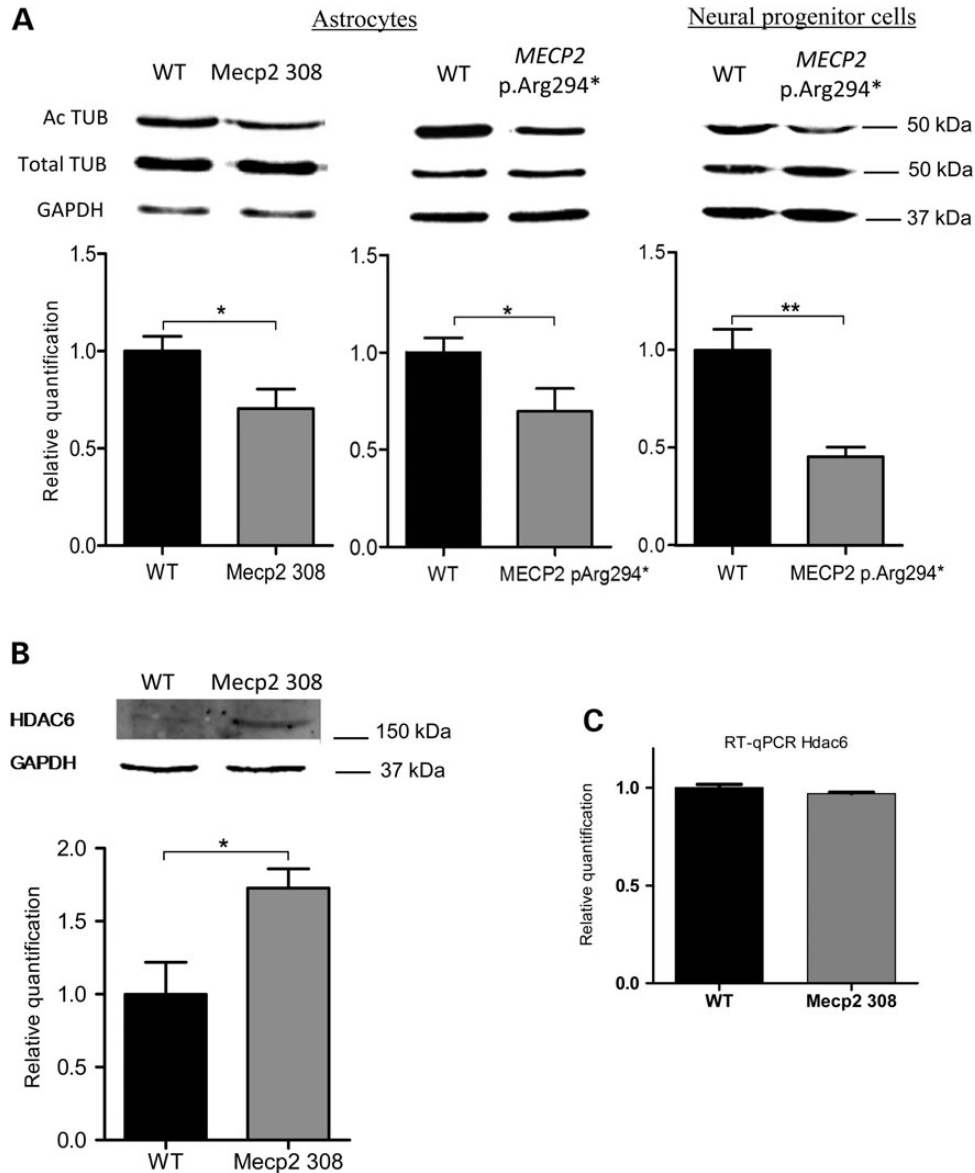 A
Astrocytes
Neural progenitor cells
WT Mecp2 308
WT MECP2 p.Arg294*
WT MECP2 p.Arg294*
Ac TUB
50 kDa
Total TUB
50 kDa
GAPDH
37 kDa
Relative quantification
1.5
1.0
0.5
0.0
*
WT Mecp2 308
1.5
1.0
0.5
0.0
*
WT MECP2 pArg294*
1.5
1.0
0.5
0.0
**
WT MECP2 p.Arg294*
B
WT Mecp2 308
HDAC6
150 kDa
GAPDH
37 kDa
Relative quantification
2.0
1.5
1.0
0.5
0.0
*
WT Mecp2 308
C
RT-qPCR Hdac6
Relative quantification
1.0
0.5
0.0
WT Mecp2 308